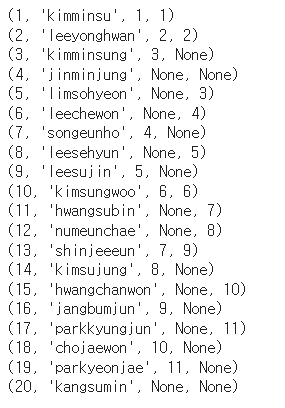 (1, 'kimminsu', 1, 1)
(2, 'leeyonghwan', 2, 2)
(3, 'kimminsung', 3, None)
(4, 'jinminjung', None, None)
(5, 'limsohyeon', None, 3)
(6, 'leechewon', None, 4)
(7, 'songeunho', 4, None)
(8, 'leesehyun', None, 5)
(9, 'leesujin', 5, None)
(10, 'kimsungwoo', 6, 6)
(11, 'hwangsubin', None, 7)
(12, 'numeunchae', None, 8)
(13, 'shinjeeeun', 7, 9)
(14, 'kimsujung', 8, None)
(15, 'hwangchanwon', None, 10)
(16, 'jangbumjun', 9, None)
(17, 'parkkyungjun', None, 11)
(18, 'chojaewon', 10, None)
(19, 'parkyeonjae', 11, None)
(20, 'kangsumin', None, None)